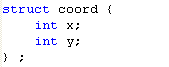 struct coord {
    int x;
    int y;
} ;